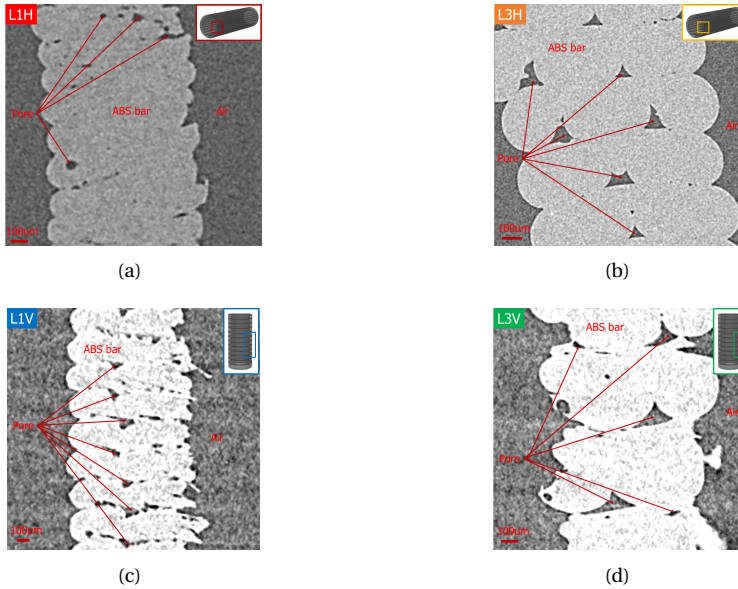 L1H
Pore
ABS bar
Air
100μm
(a)
L3H
ABS bar
Pore
100μm
(b)
L1V
ABS bar
Pore
Air
100μm
(c)
L3V
ABS bar
Pore
100μm
(d)